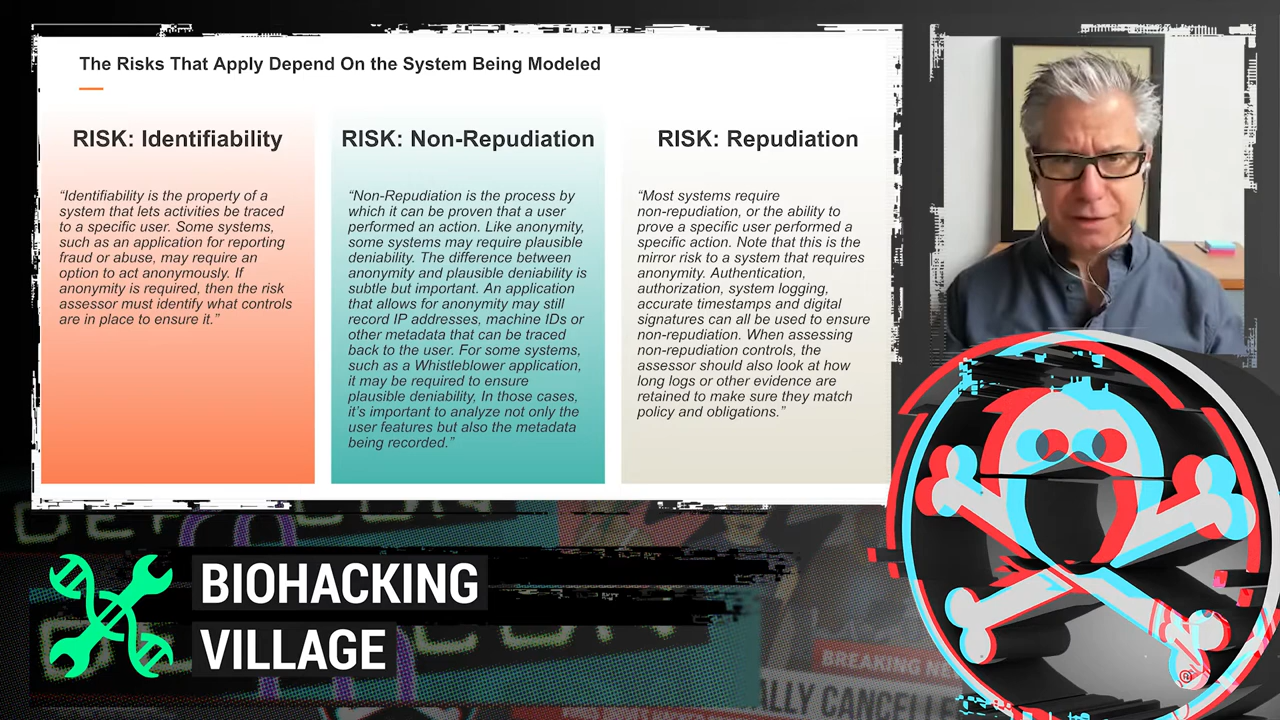 The Risks That Apply Depend On the System Being Modeled
RISK: Identifiability
“Identifiability is the property of a
system that lets activities be traced
to a specific user. Some systems,
such as an application for reporting
fraud or abuse, may require an
option to act anonymously. If
anonymity is required, then the risk
assessor must identify what controls
are in place to ensure it.”
RISK: Non-Repudiation
“Non-Repudiation is the process by
which it can be proven that a user
performed an action. Like anonymity,
some systems may require plausible
deniability. The difference between
anonymity and plausible deniability is
subtle but important. An application
that allows for anonymity may still
record IP addresses, machine IDs or
other metadata that can be traced
back to the user. For some systems,
such as a Whistleblower application,
it may be required to ensure
plausible deniability. In those cases,
it’s important to analyze not only the
user features but also the metadata
being recorded.”
RISK: Repudiation
“Most systems require
non-repudiation, or the ability to
prove a specific user performed a
specific action. Note that this is the
mirror risk to a system that requires
anonymity. Authentication,
authorization, system logging,
accurate timestamps and digital
signatures can all be used to ensure
non-repudiation. When assessing
non-repudiation controls, the
assessor should also look at how
long logs or other evidence are
retained to make sure they match
policy and obligations.”
BIOHACKING
VILLAGE
BREAKING
ALLY CANCELLE
®